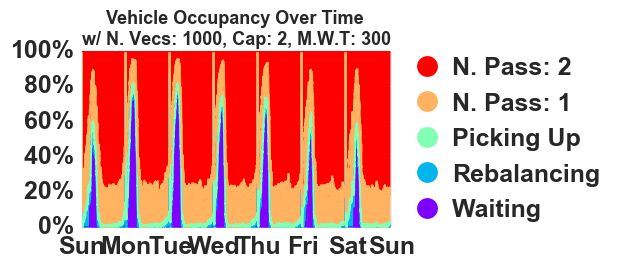 Vehicle Occupancy Over Time
w/ N. Vecs: 1000, Cap: 2, M.W.T: 300
100%
80%
60%
40%
20%
0%
Sun Mon Tue Wed Thu Fri Sat Sun
N. Pass: 2
N. Pass: 1
Picking Up
Rebalancing
Waiting